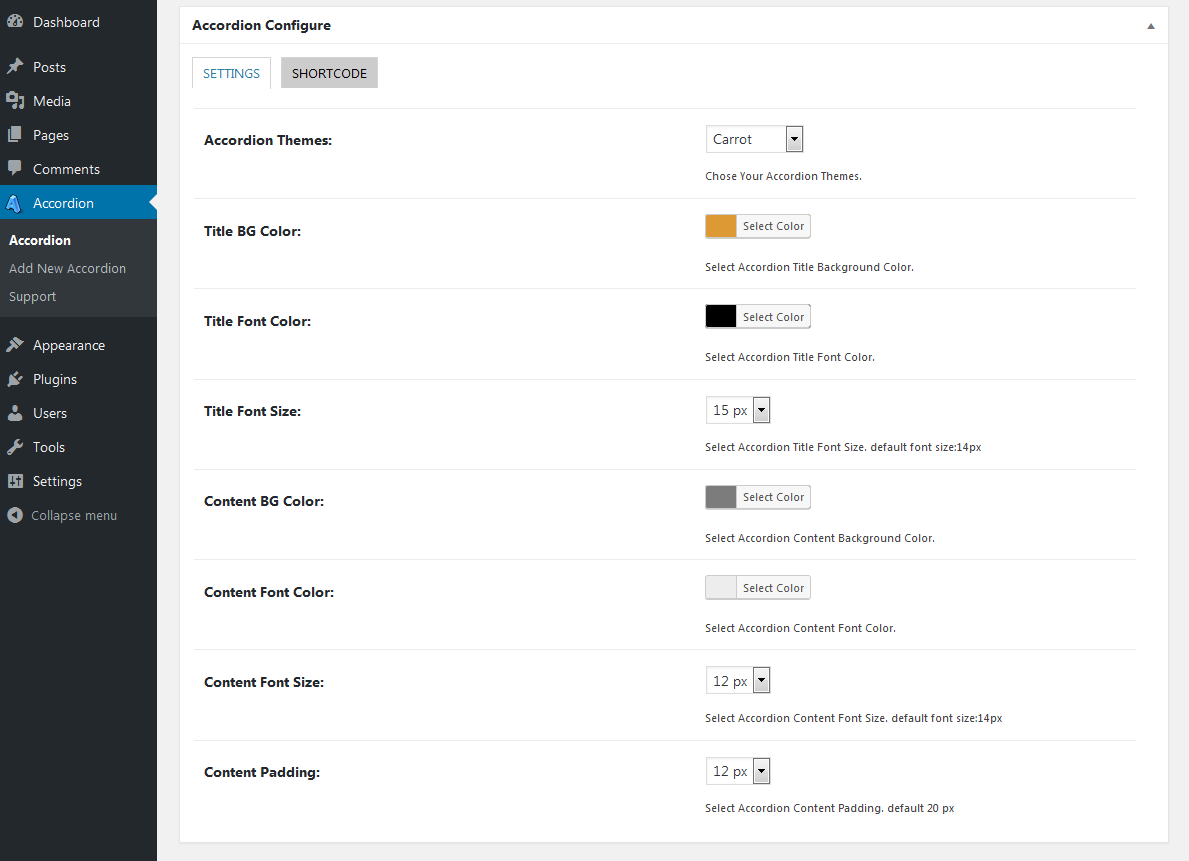 Dashboard
Posts
Media
Pages
Comments
Accordion
Accordion
Add New Accordion
Support
Appearance
Plugins
Users
Tools
Settings
Collapse menu
Accordion Configure
SETTINGS SHORTCODE
Accordion Themes: Carrot
Chose Your Accordion Themes.
Title BG Color: Select Color
Select Accordion Title Background Color.
Title Font Color: Select Color
Select Accordion Title Font Color.
Title Font Size: 15 px
Select Accordion Title Font Size. default font size:14px
Content BG Color: Select Color
Select Accordion Content Background Color.
Content Font Color: Select Color
Select Accordion Content Font Color.
Content Font Size: 12 px
Select Accordion Content Font Size. default font size:14px
Content Padding: 12 px
Select Accordion Content Padding. default 20 px